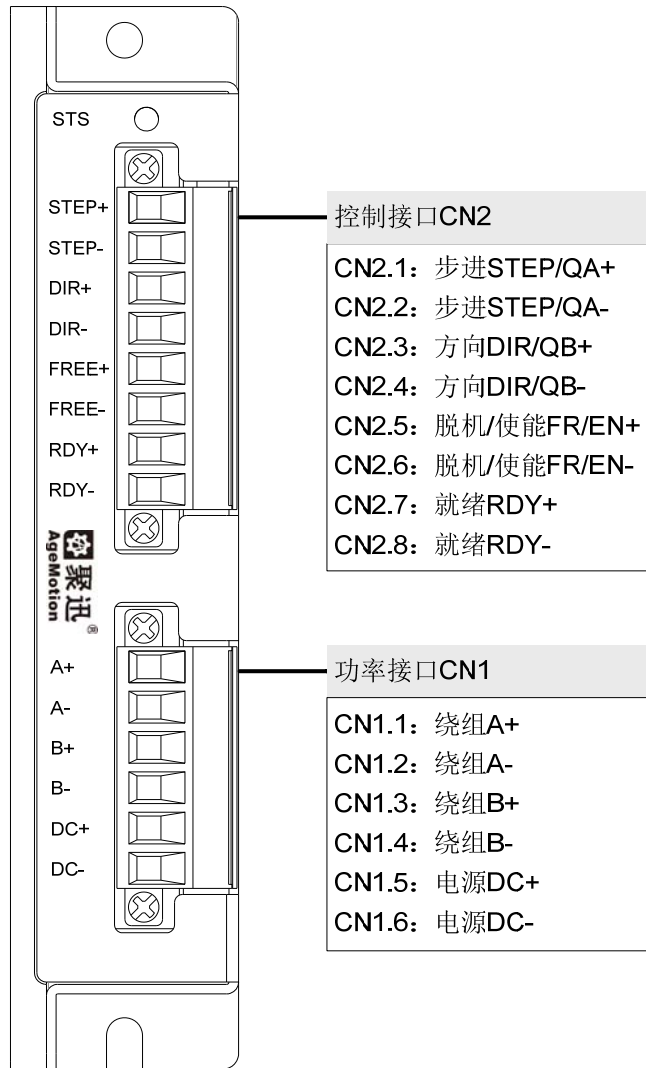 STS
STEP+
STEP-
DIR+
DIR-
FREE+
FREE-
RDY+
RDY-
聚迅®
AgeMotion
A+
A-
B+
B-
DC+
DC-
控制接口CN2
CN2.1：步进STEP/QA+
CN2.2：步进STEP/QA-
CN2.3：方向DIR/QB+
CN2.4：方向DIR/QB-
CN2.5：脱机/使能FR/EN+
CN2.6：脱机/使能FR/EN-
CN2.7：就绪RDY+
CN2.8：就绪RDY-
功率接口CN1
CN1.1：绕组A+
CN1.2：绕组A-
CN1.3：绕组B+
CN1.4：绕组B-
CN1.5：电源DC+
CN1.6：电源DC-